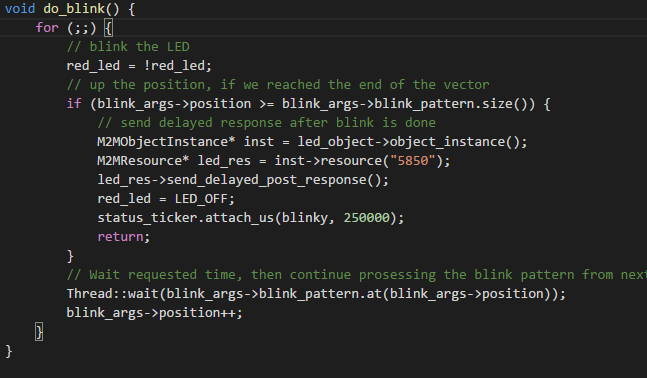 void do_blink() {
    for (;;) {
        // blink the LED
        red_led = !red_led;
        // up the position, if we reached the end of the vector
        if (blink_args->position >= blink_args->blink_pattern.size()) {
            // send delayed response after blink is done
            M2MObjectInstance* inst = led_object->object_instance();
            M2MResource* led_res = inst->resource("5850");
            led_res->send_delayed_post_response();
            red_led = LED_OFF;
            status_ticker.attach_us(blinky, 250000);
            return;
        }
        // Wait requested time, then continue prosessing the blink pattern from next
        Thread::wait(blink_args->blink_pattern.at(blink_args->position));
        blink_args->position++;
    }
}